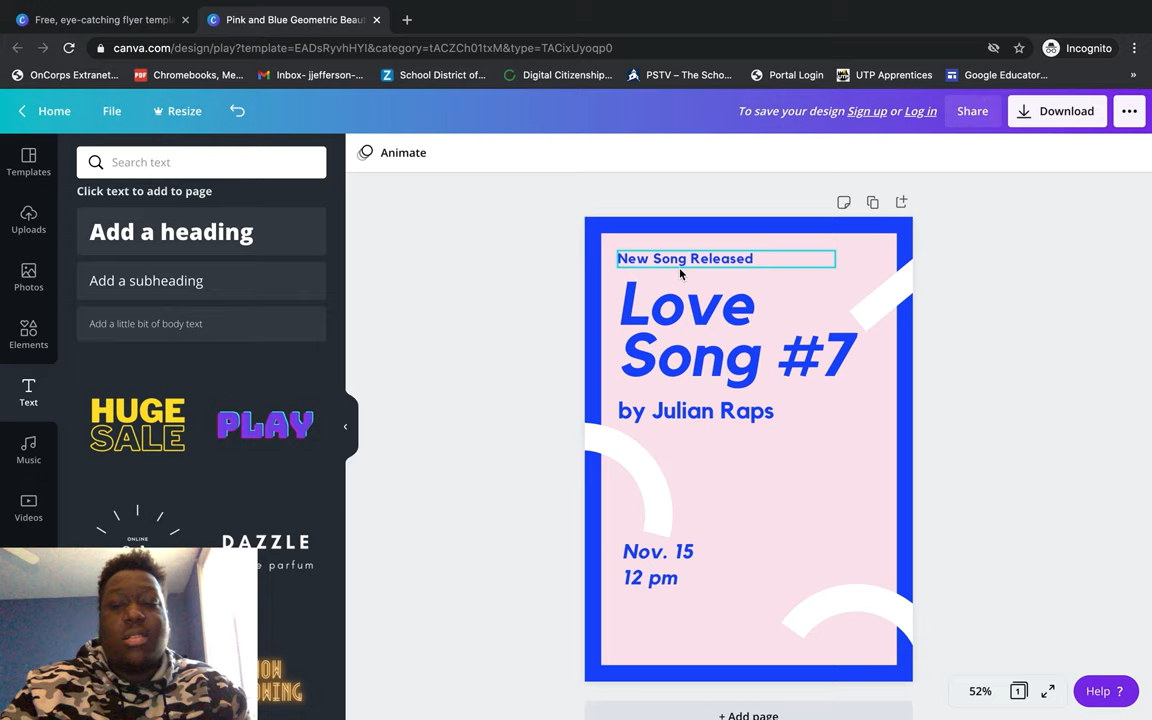 Free, eye-catching flyer templ
Pink and Blue Geometric Beaut
canva.com/design/play?template=EADsRyvhHYI&category=tACZCh01txM&type=TACixUyoqp0
Incognito
OnCorps Extranet...
PDF
Chromebooks, Me...
Inbox- jjefferson-...
School District of...
Digital Citizenship...
PSTV – The Scho...
Portal Login
UTP Apprentices
Google Educator...
»
Home
File
Resize
To save your design Sign up or Log in
Share
Download
Templates
Uploads
Photos
Elements
Text
Music
Videos
Search text
Click text to add to page
Add a heading
Add a subheading
Add a little bit of body text
HUGE
SALE
PLAY
ONLINE
DAZZLE
parfum
Animate
New Song Released
Love
Song #7
by Julian Raps
Nov. 15
12 pm
+ Add page
52%
1
Help ?